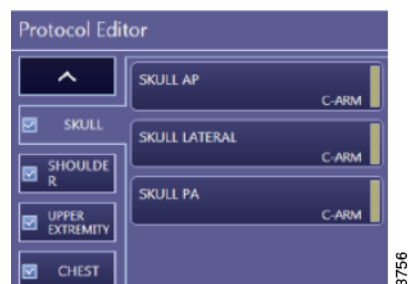 Protocol Editor
SKULL
SHOULDE
R
UPPER
EXTREMITY
CHEST
SKULL AP
C-ARM
SKULL LATERAL
C-ARM
SKULL PA
C-ARM
3756